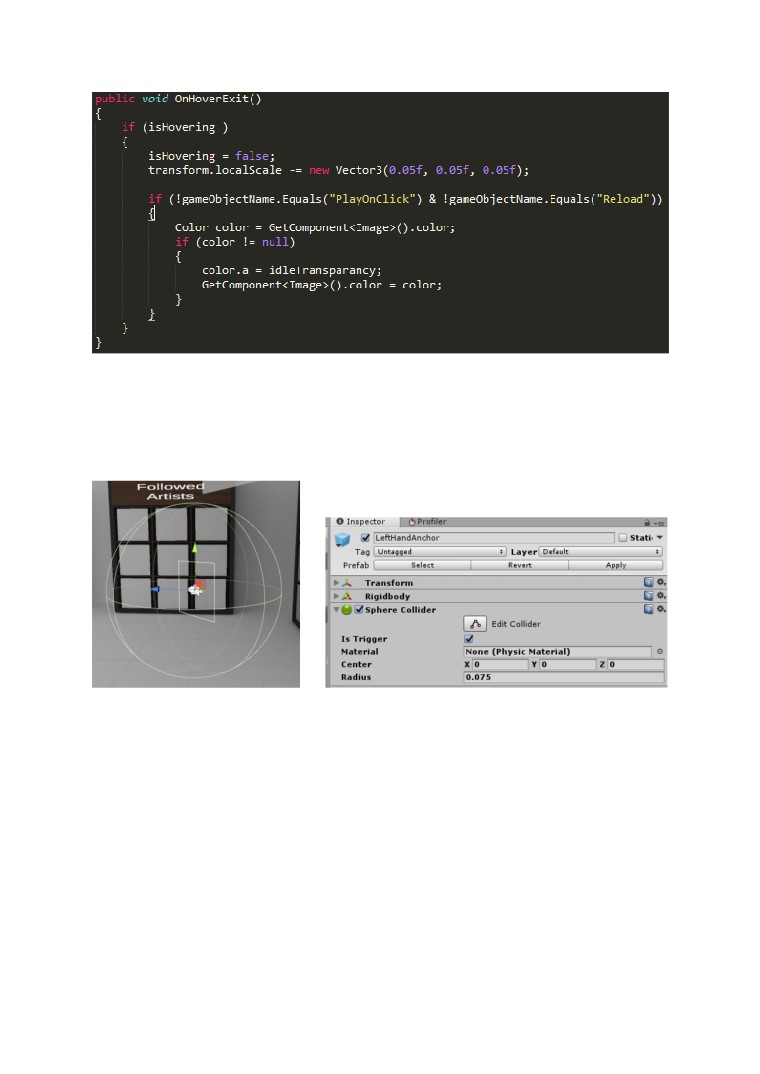 public void OnHoverExit()
{
if (isHovering )
{
isHovering = false;
transform.localScale -= new Vector3(0.05f, 0.05f, 0.05f);
if (!gameObjectName.Equals("PlayOnClick") & !gameObjectName.Equals("Reload"))
{
Color color = GetComponent<Image>().color;
if (color != null)
{
color.a = idleTransparancy;
GetComponent<Image>().color = color;
}
}
}
}
Followed
Artists
Inspector Profiler
LeftHandAnchor Stati
Tag Untagged Layer Default
Prefab Select Revert Apply
Transform
Rigidbody
Sphere Collider
Edit Collider
Is Trigger
Material None (Physic Material)
Center X 0 Y 0 Z 0
Radius 0.075